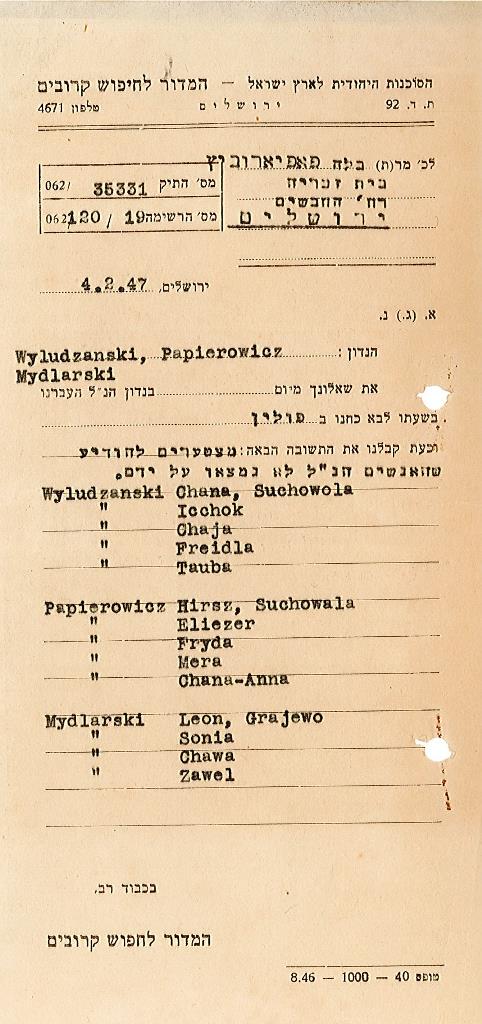 הסוכנות היהודית לארץ ישראל — המדור לחיפוש קרובים
ת. ד. 92 ירושלים טלפון 4671
לכ' מר(ת) בלה פאפיארוביץ
בית זכריה
רח' החבשים
ירושלים
מס' התיק 35331 /062
מס' הרשימה 19 / 120 /062
ירושלים, 4.2.47
א. (ג.) נ.
הנדון: Wyludzanski, Papierowicz
Mydlarski
את שאלונך מיום בנדון הנ"ל העברנו
בשעתו לבא כחנו ב פולין
וכעת קבלנו את התשובה הבאה: מצטערים להודיע
שהאנשים הנ"ל לא נמצאו על ידם.
Wyludzanski Chana, Suchowola
" Icchok
" Chaja
" Freidla
" Tauba
Papierowicz Hirsz, Suchowala
" Eliezer
" Fryda
" Mera
" Chana-Anna
Mydlarski Leon, Grajewo
" Sonia
" Chawa
" Zawel
בכבוד רב,
המדור לחפוש קרובים
טופס 40 — 1000 — 8.46